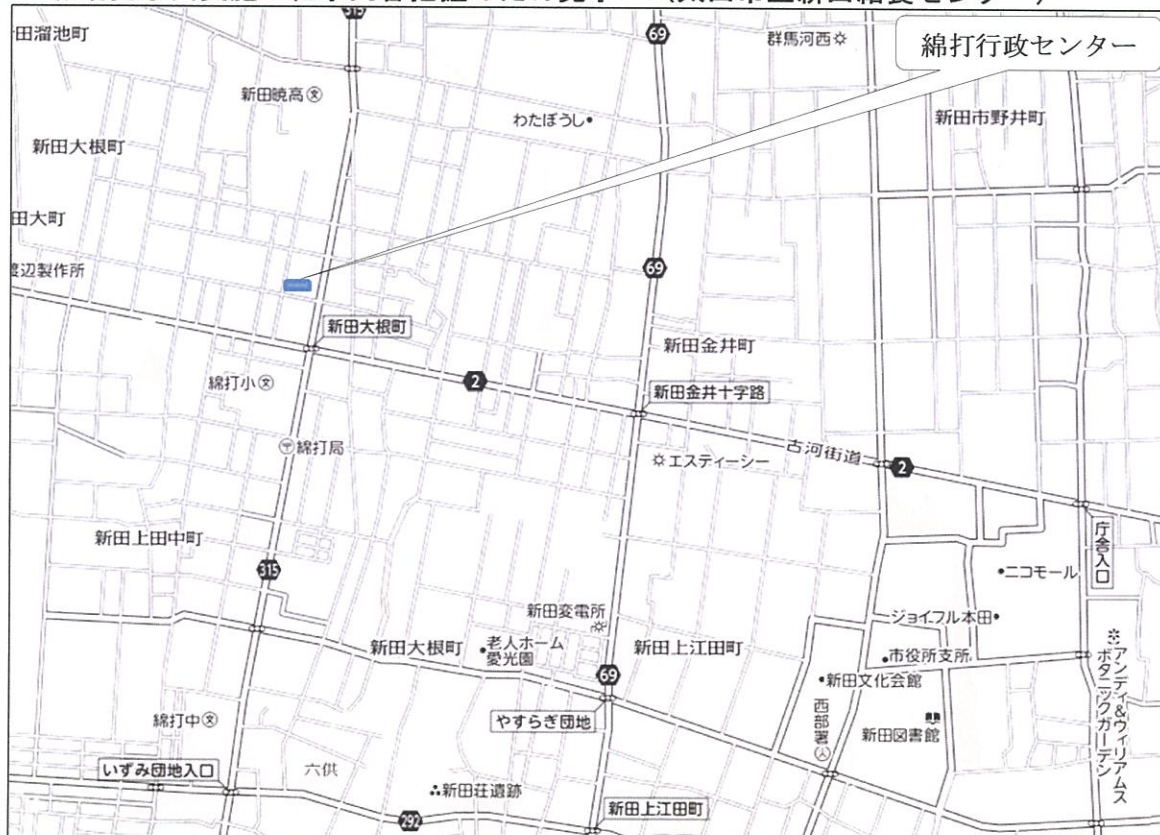 315
69
田溜池町
群馬河西
綿打行政センター
新田暁高
わたぼうし
新田市野井町
新田大根町
田大町
渡辺製作所
69
新田大根町
新田金井町
綿打小
2
新田金井十字路
綿打局
エスティーシー
古河街道
2
新田上田中町
庁舎入口
315
ニコモール
新田変電所
ジョイフル本田
新田大根町
老人ホーム
愛光園
新田上江田町
市役所支所
69
新田文化会館
アンディ&ウィリアムス
ボタニックガーデン
綿打中
やすらぎ団地
西部署
新田図書館
いずみ団地入口
六供
新田荘遺跡
新田上江田町
292